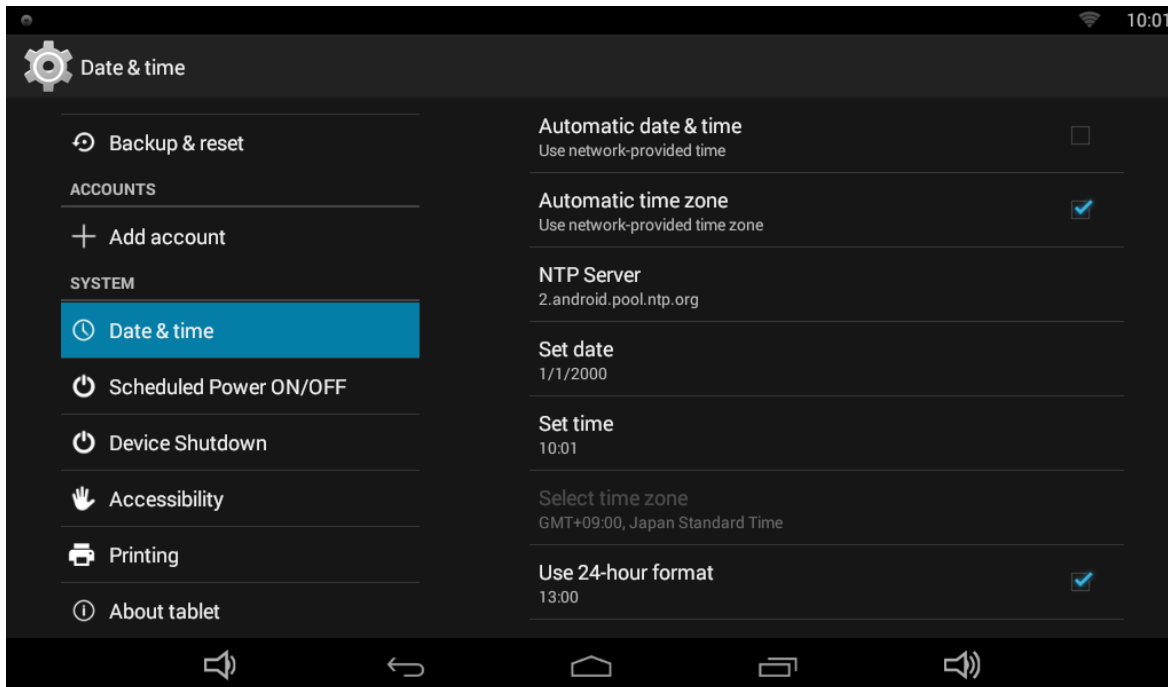 10:01
Date & time
Backup & reset
ACCOUNTS
Add account
SYSTEM
Date & time
Scheduled Power ON/OFF
Device Shutdown
Accessibility
Printing
About tablet
Automatic date & time
Use network-provided time
Automatic time zone
Use network-provided time zone
NTP Server
2.android.pool.ntp.org
Set date
1/1/2000
Set time
10:01
Select time zone
GMT+09:00, Japan Standard Time
Use 24-hour format
13:00